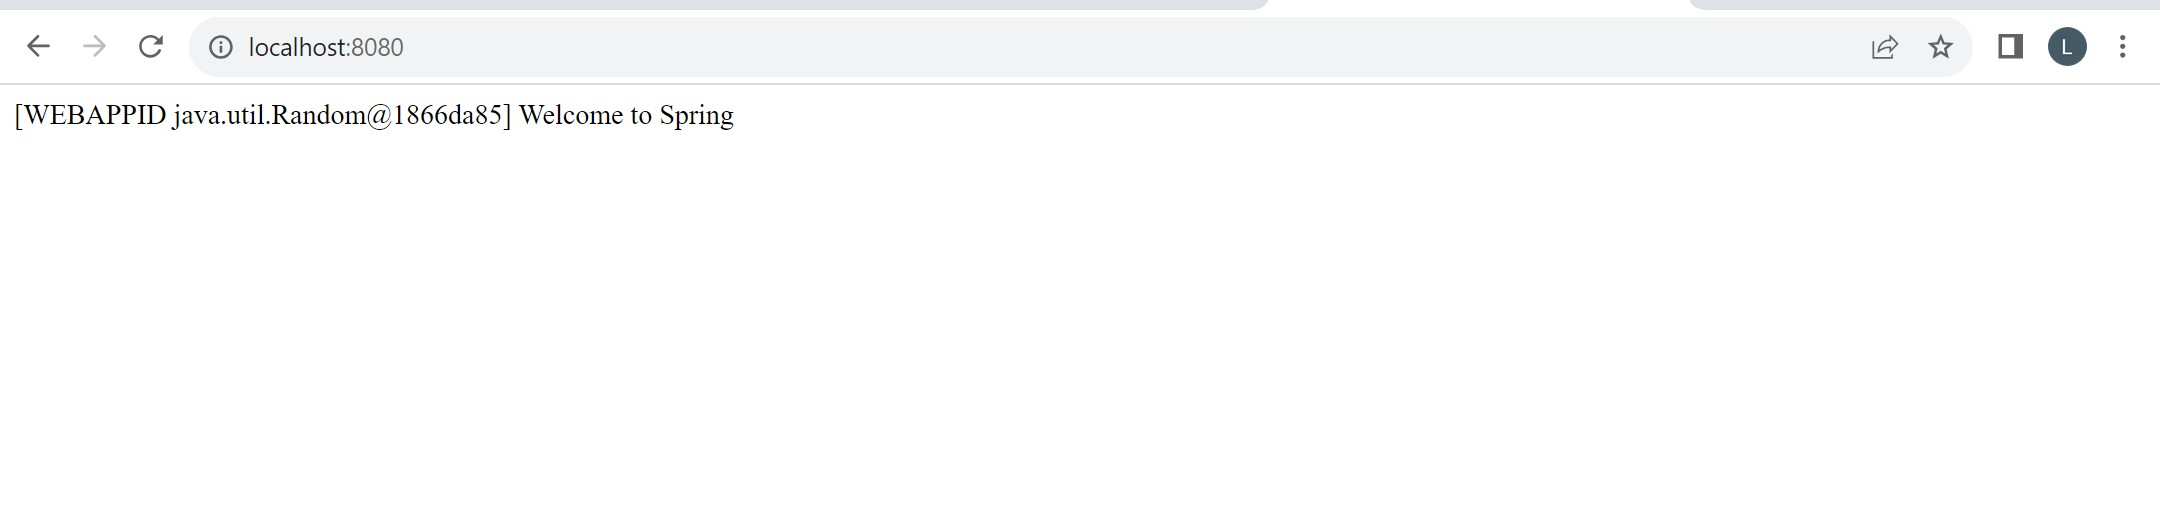 localhost:8080
L
[WEBAPPID java.util.Random@1866da85] Welcome to Spring